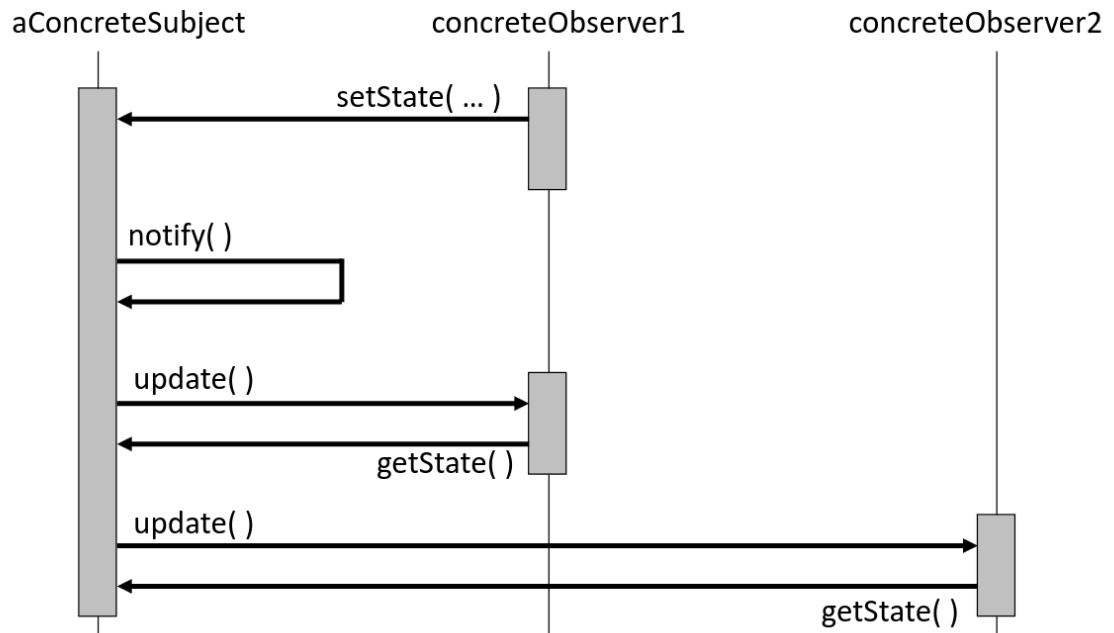 aConcreteSubject
concreteObserver1
concreteObserver2
setState( ... )
notify( )
update( )
getState( )
update( )
getState( )